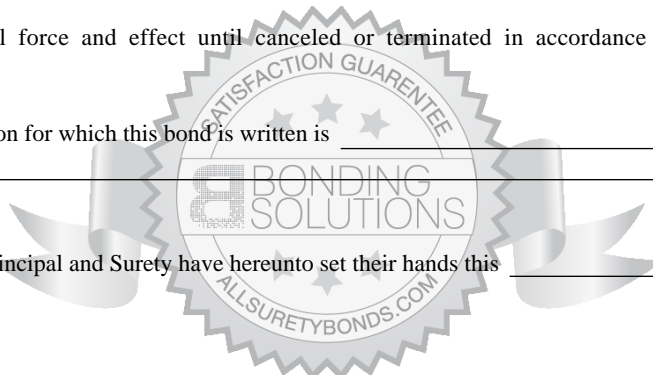 l force and effect until canceled or terminated in accordance
SATISFACTION GUARENTEE
on for which this bond is written is
BONDING
SOLUTIONS
incipal and Surety have hereunto set their hands this
ALLSURETYBONDS.COM